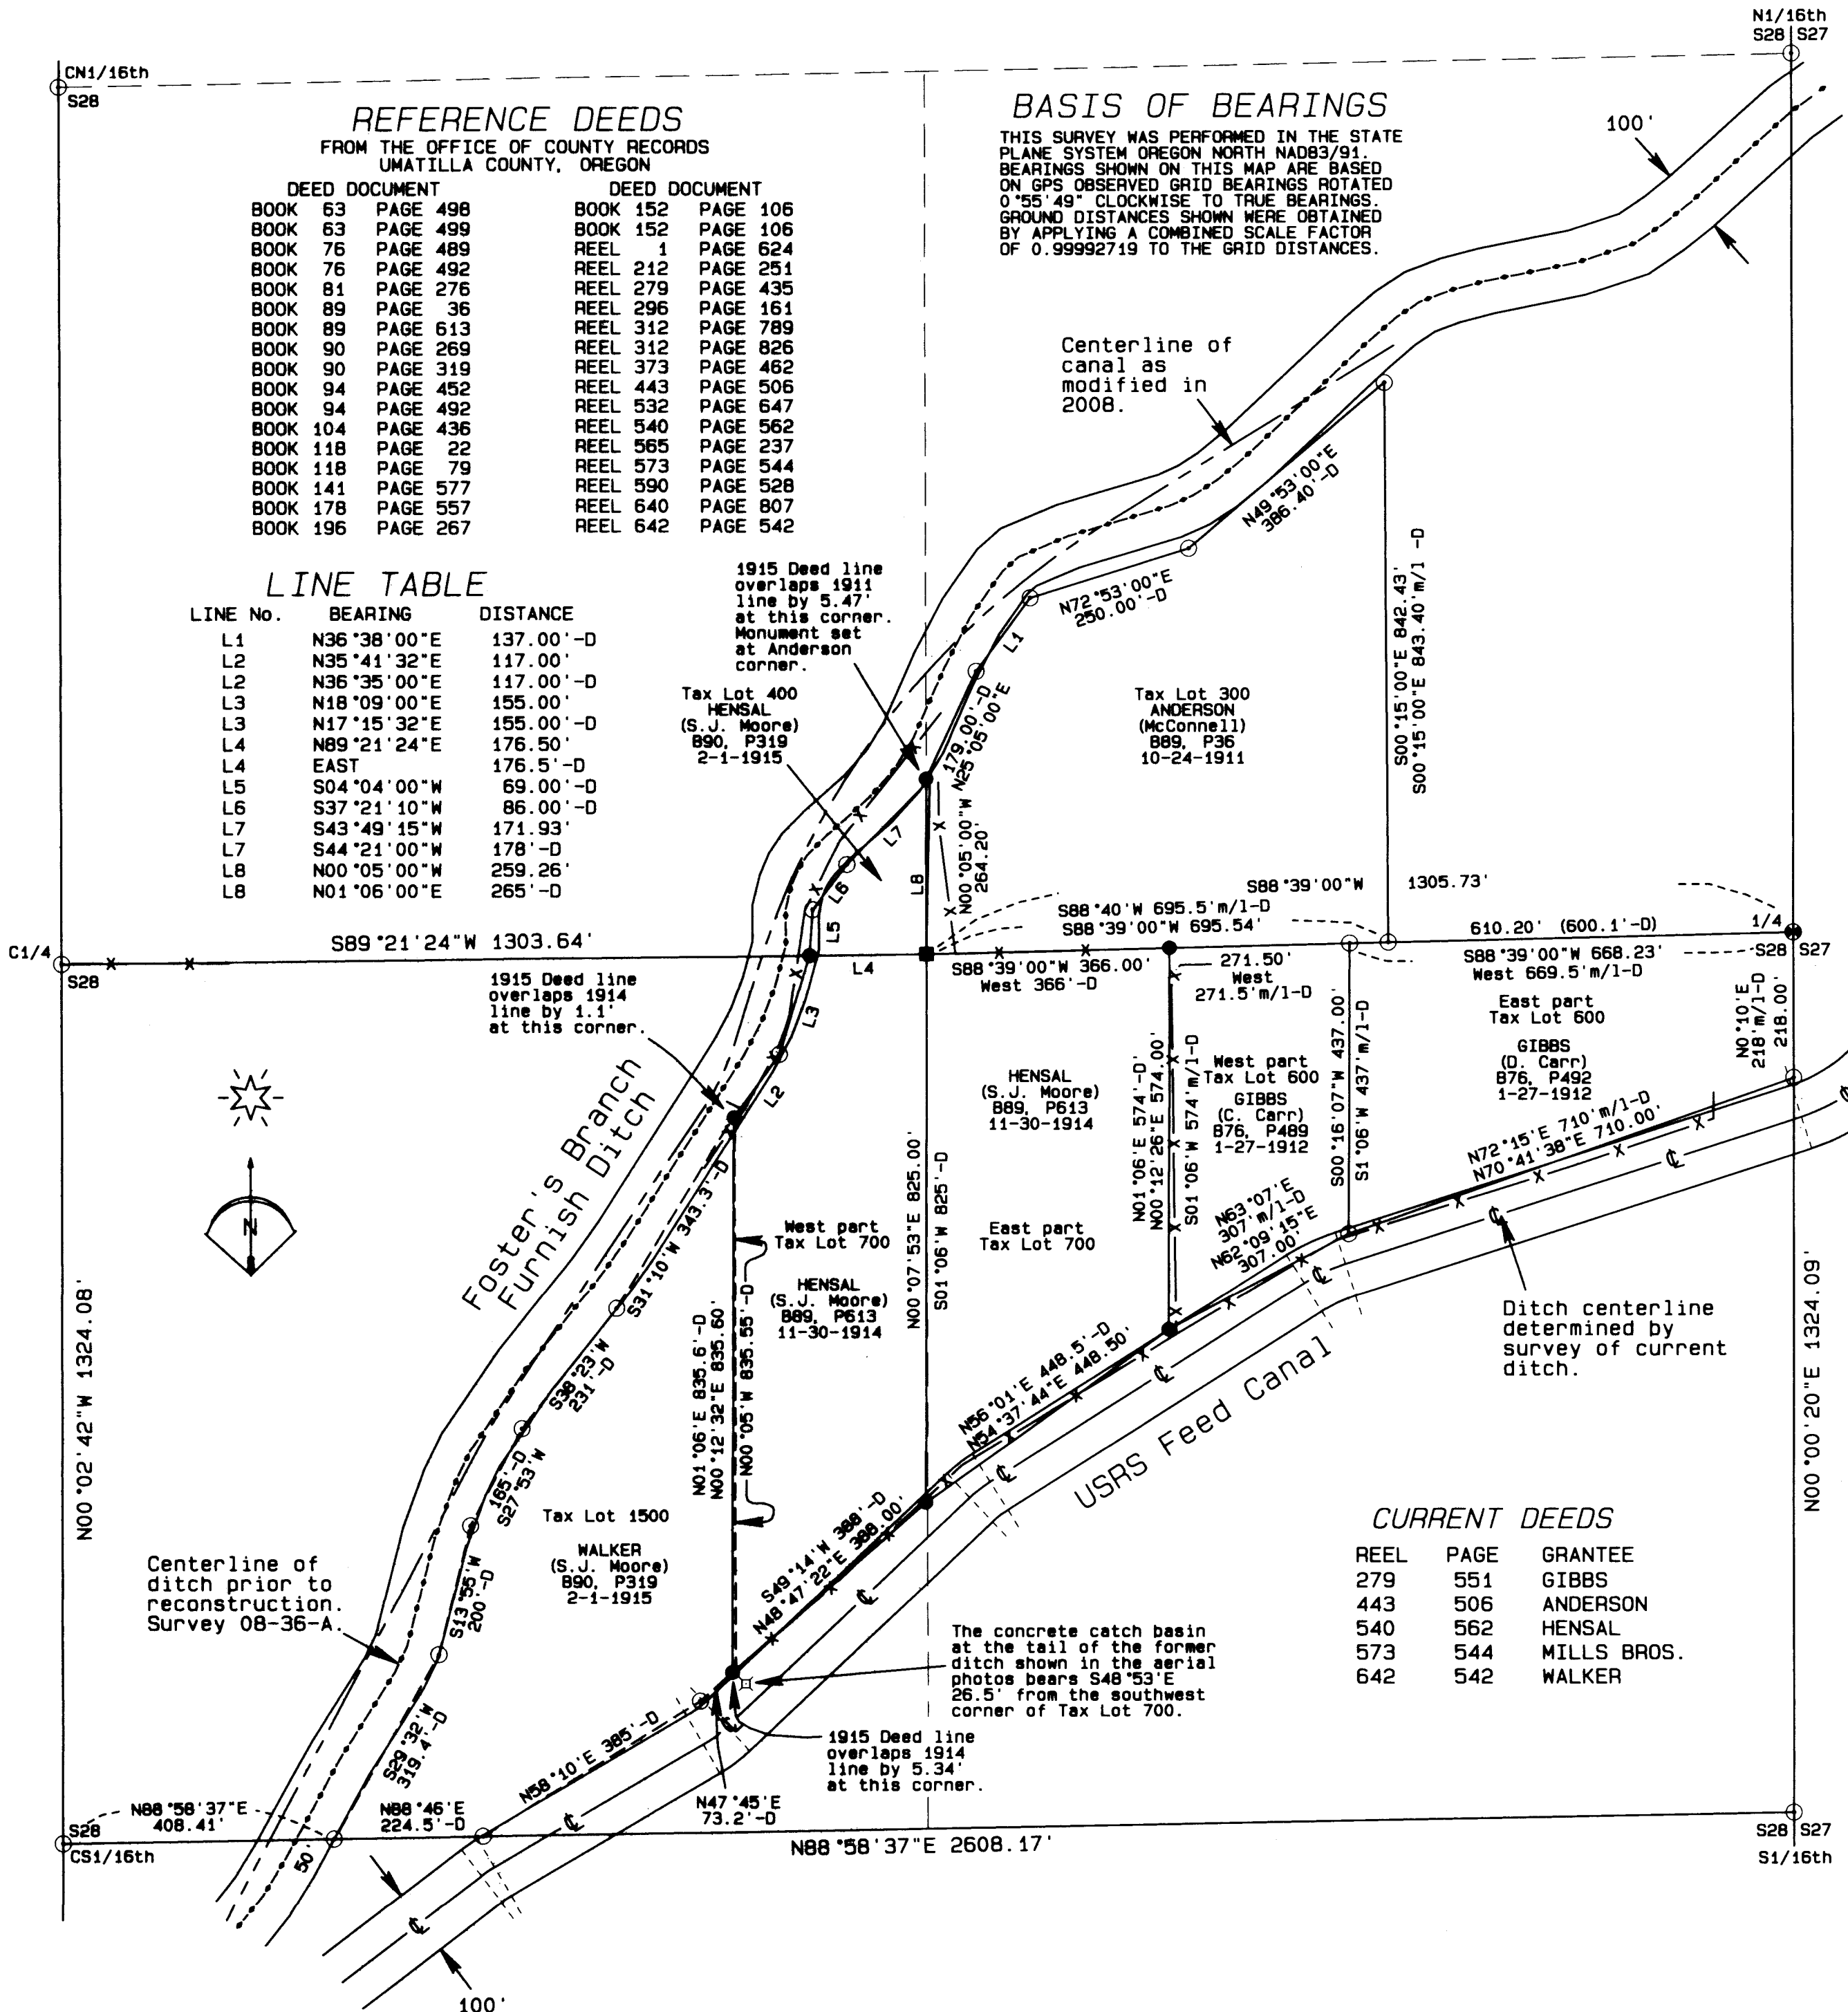 N1/16th
S28 S27
CN1/16th
S28
REFERENCE DEEDS
FROM THE OFFICE OF COUNTY RECORDS
UMATILLA COUNTY, OREGON
DEED DOCUMENT DEED DOCUMENT
BOOK 63 PAGE 498 BOOK 152 PAGE 106
BOOK 63 PAGE 499 BOOK 152 PAGE 106
BOOK 76 PAGE 489 REEL 1 PAGE 624
BOOK 76 PAGE 492 REEL 212 PAGE 251
BOOK 81 PAGE 276 REEL 279 PAGE 435
BOOK 89 PAGE 36 REEL 296 PAGE 161
BOOK 89 PAGE 613 REEL 312 PAGE 789
BOOK 90 PAGE 269 REEL 312 PAGE 826
BOOK 90 PAGE 319 REEL 373 PAGE 462
BOOK 94 PAGE 452 REEL 443 PAGE 506
BOOK 94 PAGE 492 REEL 532 PAGE 647
BOOK 104 PAGE 436 REEL 540 PAGE 562
BOOK 118 PAGE 22 REEL 565 PAGE 237
BOOK 118 PAGE 79 REEL 573 PAGE 544
BOOK 141 PAGE 577 REEL 590 PAGE 528
BOOK 178 PAGE 557 REEL 640 PAGE 807
BOOK 196 PAGE 267 REEL 642 PAGE 542
BASIS OF BEARINGS
THIS SURVEY WAS PERFORMED IN THE STATE
PLANE SYSTEM OREGON NORTH NAD83/91.
BEARINGS SHOWN ON THIS MAP ARE BASED
ON GPS OBSERVED GRID BEARINGS ROTATED
0°55'49" CLOCKWISE TO TRUE BEARINGS.
GROUND DISTANCES SHOWN WERE OBTAINED
BY APPLYING A COMBINED SCALE FACTOR
OF 0.99992719 TO THE GRID DISTANCES.
100'
Centerline of
canal as
modified in
2008.
LINE TABLE
LINE No. BEARING DISTANCE
L1 N36°38'00"E 137.00'-D
L2 N35°41'32"E 117.00'
L2 N36°35'00"E 117.00'-D
L3 N18°09'00"E 155.00'
L3 N17°15'32"E 155.00'-D
L4 N89°21'24"E 176.50'
L4 EAST 176.5'-D
L5 S04°04'00"W 69.00'-D
L6 S37°21'10"W 86.00'-D
L7 S43°49'15"W 171.93'
L7 S44°21'00"W 178'-D
L8 N00°05'00"W 259.26'
L8 N01°06'00"E 265'-D
1915 Deed line
overlaps 1911
line by 5.47'
at this corner.
Monument set
at Anderson
corner.
N49°53'00"E
386.40'-D
N72°53'00"E
250.00'-D
L1
S00°15'00"E 842.43'
S00°15'00"E 843.40'm/l -D
Tax Lot 400
HENSAL
(S.J. Moore)
B90, P319
2-1-1915
179.00'-D
N25°05'00"E
Tax Lot 300
ANDERSON
(McConnell)
B89, P36
10-24-1911
L7
L6
L5
L8
N00°05'00"W
264.20'
S88°39'00"W 1305.73'
S88°40'W 695.5'm/l-D
S88°39'00"W 695.54'
610.20' (600.1'-D)
1/4
S28 S27
C1/4
S28
S89°21'24"W 1303.64'
L4
S88°39'00"W 366.00'
West 366'-D
271.50'
West
271.5'm/l-D
S88°39'00"W 668.23'
West 669.5'm/l-D
1915 Deed line
overlaps 1914
line by 1.1'
at this corner.
L3
L2
East part
Tax Lot 600
GIBBS
(D. Carr)
B76, P492
1-27-1912
N0°10'E
218'm/l-D
218.00'
HENSAL
(S.J. Moore)
B89, P613
11-30-1914
N01°06'E 574'-D
N00°12'26"E 574.00'
S01°06'W 574'm/l-D
West part
Tax Lot 600
GIBBS
(C. Carr)
B76, P489
1-27-1912
S00°16'07"W 437.00'
S1°06'W 437'm/l-D
N72°15'E 710'm/l-D
N70°41'38"E 710.00'
Foster's Branch
Furnish Ditch
N
S31°10'W 343.3'-D
West part
Tax Lot 700
HENSAL
(S.J. Moore)
B89, P613
11-30-1914
N00°07'53"E 825.00'
S01°06'W 825'-D
East part
Tax Lot 700
N63°07'E
307'm/l-D
N62°09'15"E
307.00'
Ditch centerline
determined by
survey of current
ditch.
N00°02'42"W 1324.08'
N00°00'20"E 1324.09'
S38°23'W
231'-D
N01°06'E 835.6'-D
N00°12'32"E 835.60'
N00°05'W 835.55'-D
N56°01'E 448.5'-D
N54°37'44"E 448.50'
USRS Feed Canal
165'-D
S27°53'W
Tax Lot 1500
WALKER
(S.J. Moore)
B90, P319
2-1-1915
S49°14'W 388'-D
N48°47'22"E 388.00'
Centerline of
ditch prior to
reconstruction.
Survey 08-36-A.
S13°55'W
200'-D
CURRENT DEEDS
REEL PAGE GRANTEE
279 551 GIBBS
443 506 ANDERSON
540 562 HENSAL
573 544 MILLS BROS.
642 542 WALKER
The concrete catch basin
at the tail of the former
ditch shown in the aerial
photos bears S48°53'E
26.5' from the southwest
corner of Tax Lot 700.
S29°32'W
319.4'-D
N58°10'E 385'-D
1915 Deed line
overlaps 1914
line by 5.34'
at this corner.
N88°58'37"E
408.41'
N88°46'E
224.5'-D
N47°45'E
73.2'-D
S28
CS1/16th
50'
N88°58'37"E 2608.17'
S28 S27
S1/16th
100'